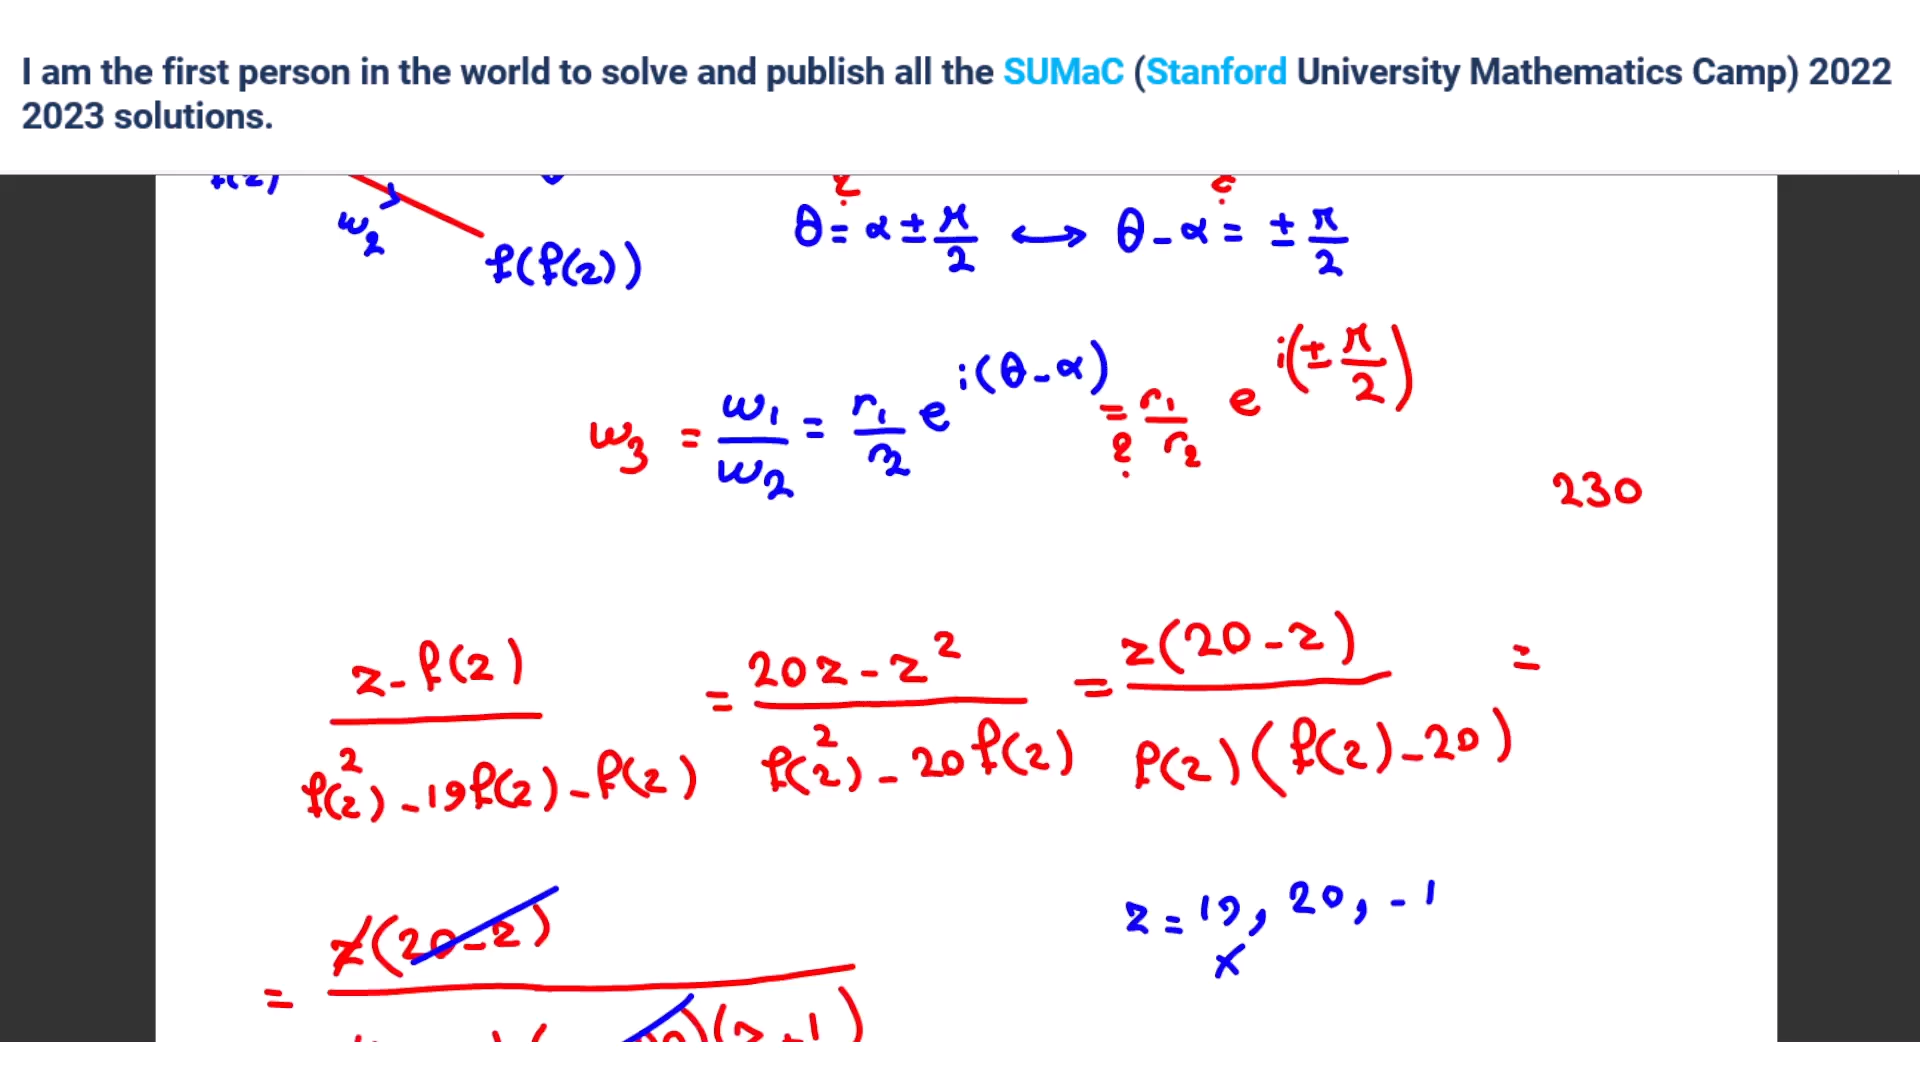 I am the first person in the world to solve and publish all the SUMaC (Stanford University Mathematics Camp) 2022
2023 solutions.
f(z)
w₂
f(f(z))
?
?
θ = α ± π/2 ⟷ θ - α = ± π/2
w₃ = w₁/w₂ = r₁/r₂ e^{i(θ-α)} =? r₁/r₂ e^{i(± π/2)}
230
(z - f(z))/(f²(z) - 19f(z) - f(z)) = (20z - z²)/(f²(z) - 20f(z)) = z(20-z)/(f(z)(f(z)-20)) =
z = 19, 20, -1
x
= z(20-z)
(z+1)